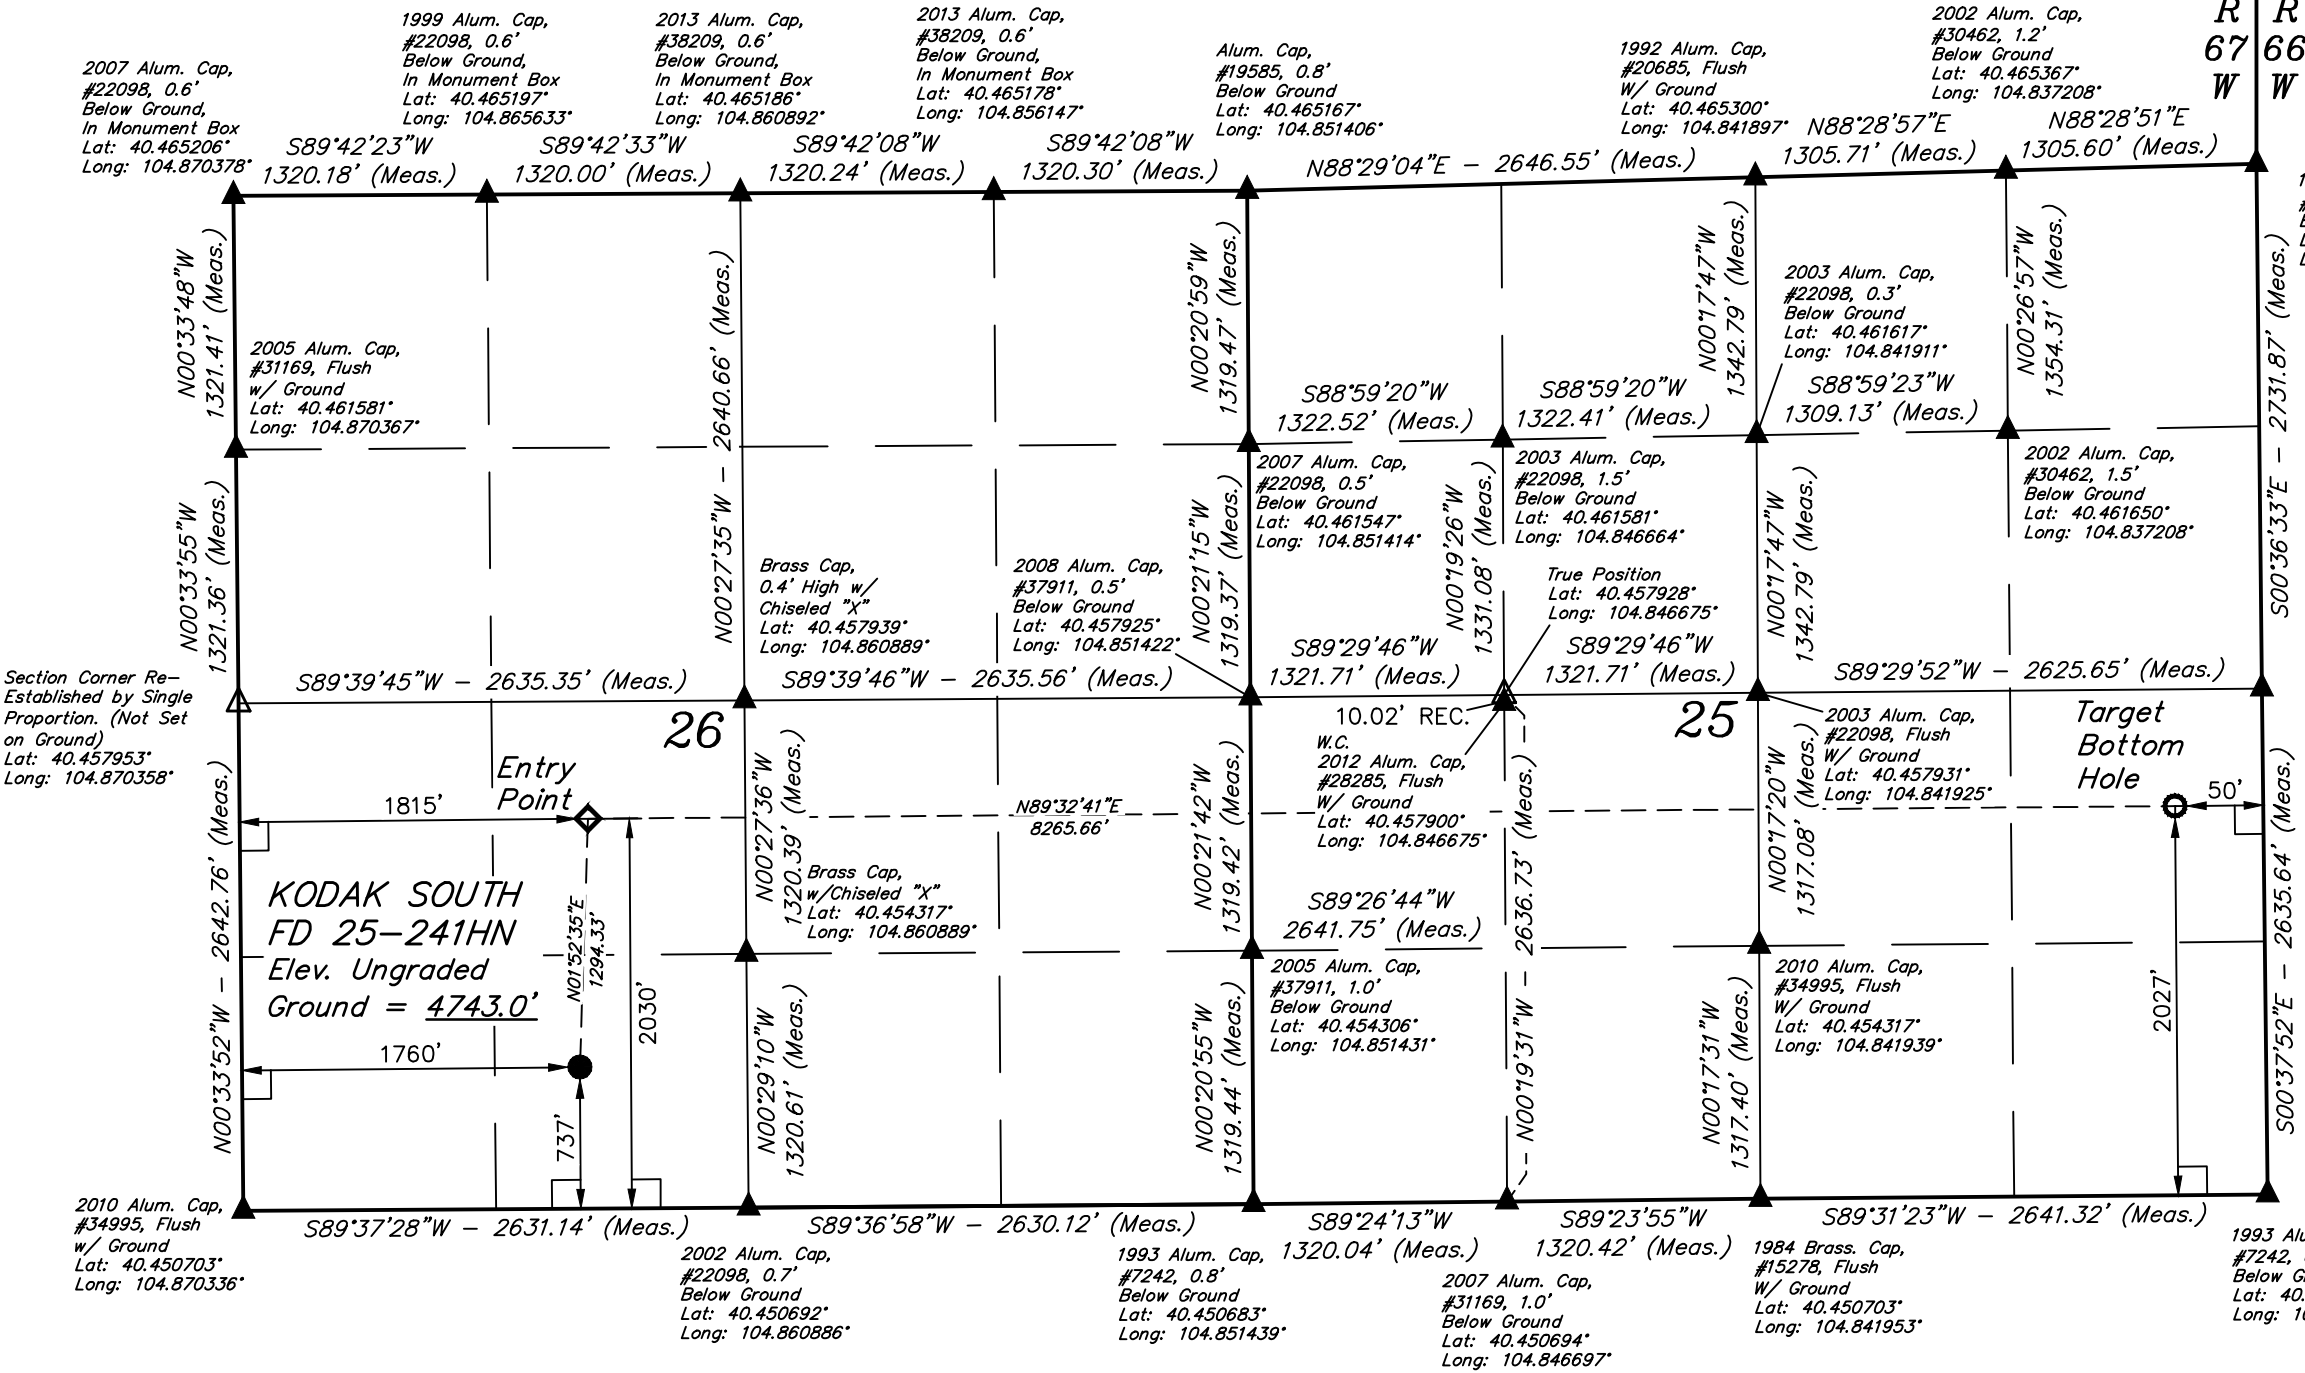 2007 Alum. Cap,
#22098, 0.6'
Below Ground,
In Monument Box
Lat: 40.465206°
Long: 104.870378°
1999 Alum. Cap,
#22098, 0.6'
Below Ground,
In Monument Box
Lat: 40.465197°
Long: 104.865633°
2013 Alum. Cap,
#38209, 0.6'
Below Ground,
In Monument Box
Lat: 40.465186°
Long: 104.860892°
2013 Alum. Cap,
#38209, 0.6'
Below Ground,
In Monument Box
Lat: 40.465178°
Long: 104.856147°
Alum. Cap,
#19585, 0.8'
Below Ground
Lat: 40.465167°
Long: 104.851406°
1992 Alum. Cap,
#20685, Flush
W/ Ground
Lat: 40.465300°
Long: 104.841897°
2002 Alum. Cap,
#30462, 1.2'
Below Ground
Lat: 40.465367°
Long: 104.837208°
R R
67 66
W W
S89°42'23"W
1320.18' (Meas.)
S89°42'33"W
1320.00' (Meas.)
S89°42'08"W
1320.24' (Meas.)
S89°42'08"W
1320.30' (Meas.)
N88°29'04"E – 2646.55' (Meas.)
N88°28'57"E
1305.71' (Meas.)
N88°28'51"E
1305.60' (Meas.)
N00°33'48"W
1321.41' (Meas.)
N00°27'35"W – 2640.66' (Meas.)
N00°20'59"W
1319.47' (Meas.)
N00°17'47"W
1342.79' (Meas.)
N00°26'57"W
1354.31' (Meas.)
S00°36'33"E – 2731.87' (Meas.)
2003 Alum. Cap,
#22098, 0.3'
Below Ground
Lat: 40.461617°
Long: 104.841911°
2005 Alum. Cap,
#31169, Flush
w/ Ground
Lat: 40.461581°
Long: 104.870367°
S88°59'20"W
1322.52' (Meas.)
S88°59'20"W
1322.41' (Meas.)
S88°59'23"W
1309.13' (Meas.)
2007 Alum. Cap,
#22098, 0.5'
Below Ground
Lat: 40.461547°
Long: 104.851414°
2003 Alum. Cap,
#22098, 1.5'
Below Ground
Lat: 40.461581°
Long: 104.846664°
2002 Alum. Cap,
#30462, 1.5'
Below Ground
Lat: 40.461650°
Long: 104.837208°
N00°33'55"W
1321.36' (Meas.)
N00°21'15"W
1319.37' (Meas.)
N00°19'26"W
1331.08' (Meas.)
N00°17'47"W
1342.79' (Meas.)
Brass Cap,
0.4' High w/
Chiseled "X"
Lat: 40.457939°
Long: 104.860889°
2008 Alum. Cap,
#37911, 0.5'
Below Ground
Lat: 40.457925°
Long: 104.851422°
True Position
Lat: 40.457928°
Long: 104.846675°
Section Corner Re-
Established by Single
Proportion. (Not Set
on Ground)
Lat: 40.457953°
Long: 104.870358°
S89°39'45"W – 2635.35' (Meas.)
S89°39'46"W – 2635.56' (Meas.)
S89°29'46"W
1321.71' (Meas.)
S89°29'46"W
1321.71' (Meas.)
S89°29'52"W – 2625.65' (Meas.)
26
25
10.02' REC.
W.C.
2012 Alum. Cap,
#28285, Flush
W/ Ground
Lat: 40.457900°
Long: 104.846675°
2003 Alum. Cap,
#22098, Flush
W/ Ground
Lat: 40.457931°
Long: 104.841925°
Target
Bottom
Hole
50'
Entry
Point
1815'
N89°32'41"E
8265.66'
N00°33'52"W – 2642.76' (Meas.)
N00°27'36"W
1320.39' (Meas.)
N00°21'42"W
1319.42' (Meas.)
N00°19'31"W – 2636.73' (Meas.)
N00°17'20"W
1317.08' (Meas.)
S00°37'52"E – 2635.64' (Meas.)
KODAK SOUTH
FD 25-241HN
Elev. Ungraded
Ground = 4743.0'
N01°52'35"E
1294.33'
Brass Cap,
w/Chiseled "X"
Lat: 40.454317°
Long: 104.860889°
S89°26'44"W
2641.75' (Meas.)
2005 Alum. Cap,
#37911, 1.0'
Below Ground
Lat: 40.454306°
Long: 104.851431°
2010 Alum. Cap,
#34995, Flush
W/ Ground
Lat: 40.454317°
Long: 104.841939°
1760'
737'
2030'
2027'
N00°29'10"W
1320.61' (Meas.)
N00°20'55"W
1319.44' (Meas.)
N00°17'31"W
1317.40' (Meas.)
2010 Alum. Cap,
#34995, Flush
w/ Ground
Lat: 40.450703°
Long: 104.870336°
S89°37'28"W – 2631.14' (Meas.)
S89°36'58"W – 2630.12' (Meas.)
S89°24'13"W
1320.04' (Meas.)
S89°23'55"W
1320.42' (Meas.)
S89°31'23"W – 2641.32' (Meas.)
2002 Alum. Cap,
#22098, 0.7'
Below Ground
Lat: 40.450692°
Long: 104.860886°
1993 Alum. Cap,
#7242, 0.8'
Below Ground
Lat: 40.450683°
Long: 104.851439°
2007 Alum. Cap,
#31169, 1.0'
Below Ground
Lat: 40.450694°
Long: 104.846697°
1984 Brass. Cap,
#15278, Flush
W/ Ground
Lat: 40.450703°
Long: 104.841953°
1993 Alu
#7242,
Below G
Lat: 40.
Long: 10